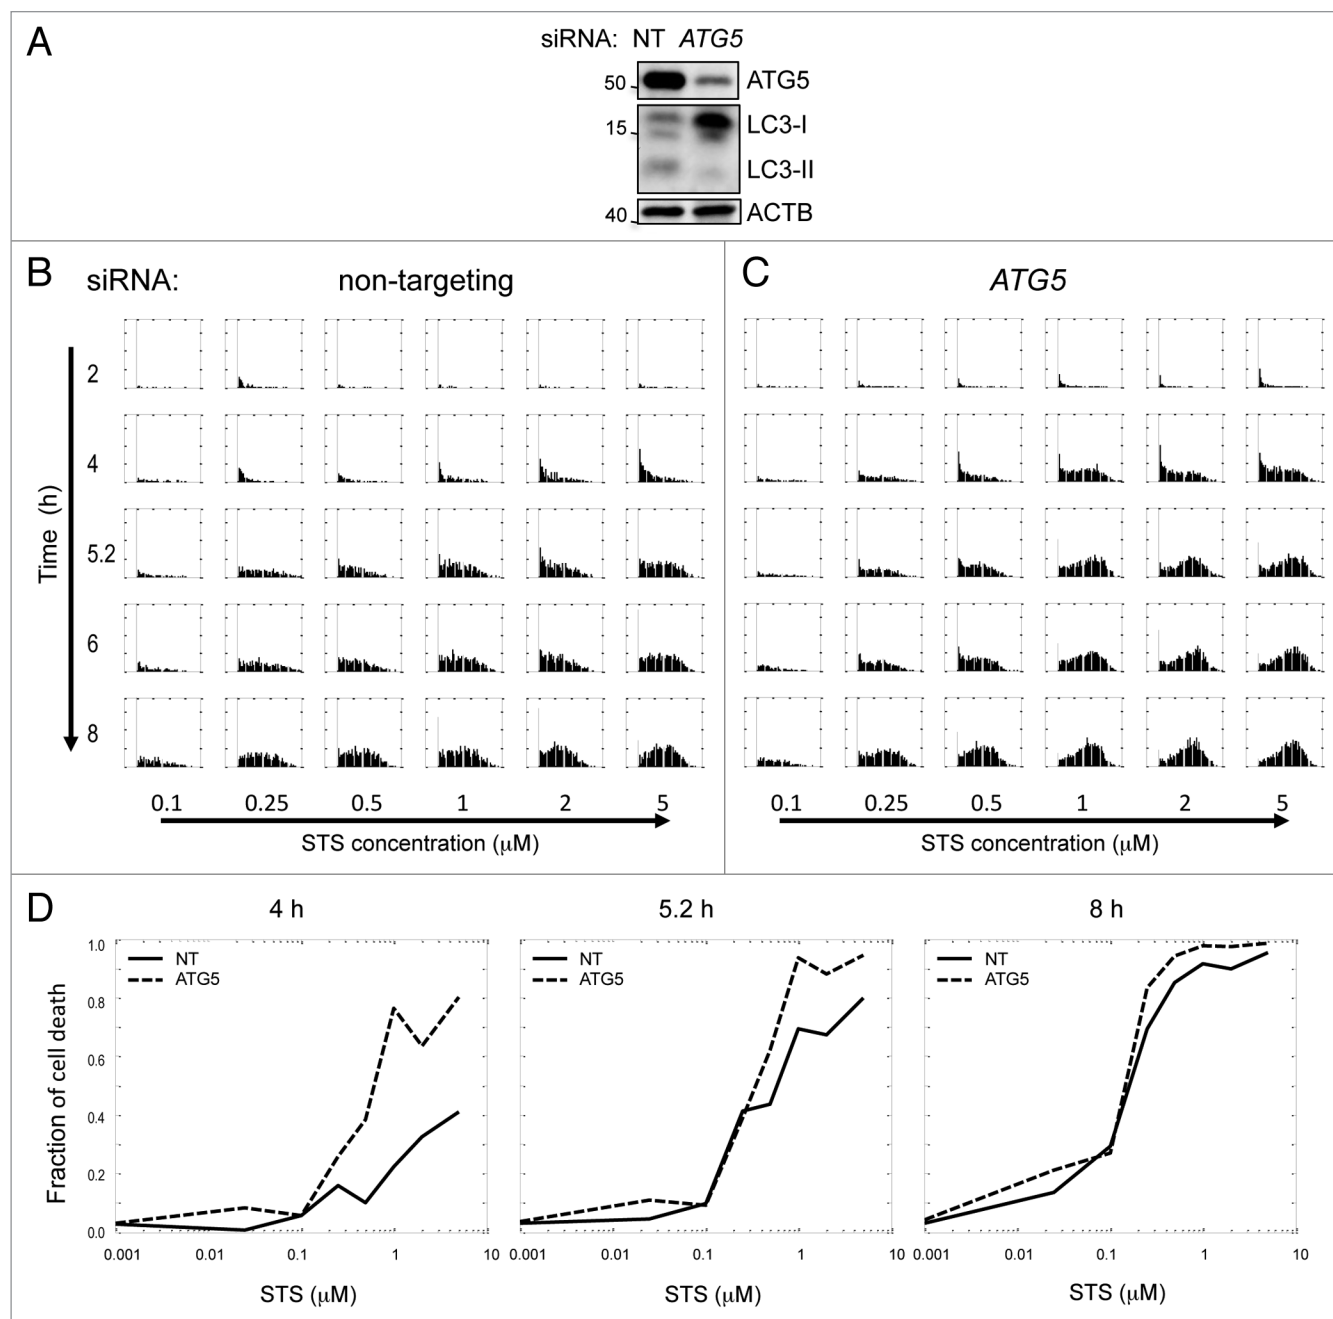 A
siRNA: NT ATG5
50
ATG5
15
LC3-I
LC3-II
40
ACTB
B
siRNA: non-targeting
C
ATG5
Time (h)
2
4
5.2
6
8
0.1 0.25 0.5 1 2 5
STS concentration (µM)
0.1 0.25 0.5 1 2 5
STS concentration (µM)
D
4 h
5.2 h
8 h
Fraction of cell death
1.0
0.8
0.6
0.4
0.2
0.0
NT
ATG5
0.001 0.01 0.1 1 10
STS (µM)
NT
ATG5
0.001 0.01 0.1 1 10
STS (µM)
NT
ATG5
0.001 0.01 0.1 1 10
STS (µM)